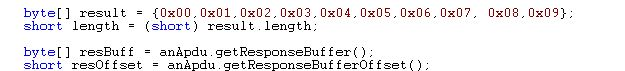 byte[] result = {0x00,0x01,0x02,0x03,0x04,0x05,0x06,0x07, 0x08,0x09};
short length = (short) result.length;
byte[] resBuff = anApdu.getResponseBuffer();
short resOffset = anApdu.getResponseBufferOffset();